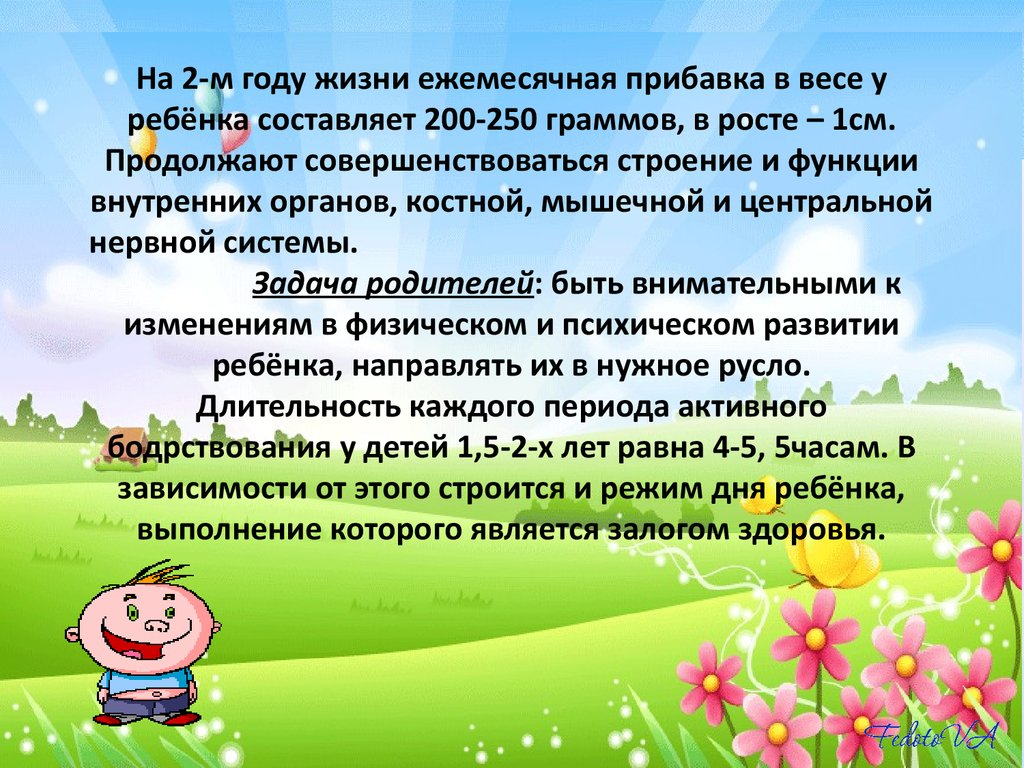 На 2-м году жизни ежемесячная прибавка в весе у
ребёнка составляет 200-250 граммов, в росте – 1см.
Продолжают совершенствоваться строение и функции
внутренних органов, костной, мышечной и центральной
нервной системы.
Задача родителей: быть внимательными к
изменениям в физическом и психическом развитии
ребёнка, направлять их в нужное русло.
Длительность каждого периода активного
бодрствования у детей 1,5-2-х лет равна 4-5, 5часам. В
зависимости от этого строится и режим дня ребёнка,
выполнение которого является залогом здоровья.
FedotoVA